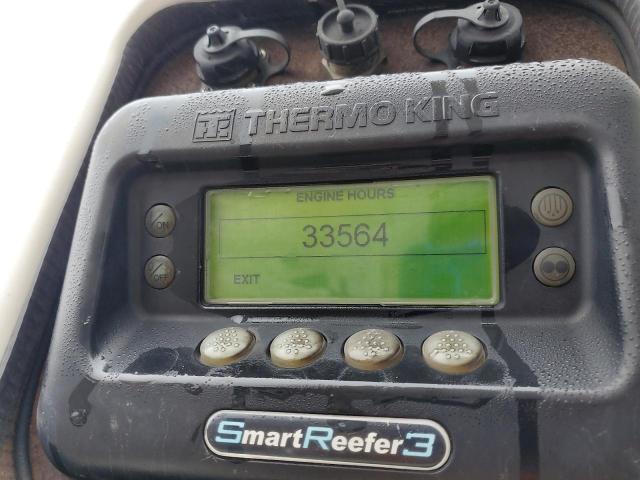 THERMO KING
ENGINE HOURS
33564
EXIT
I/ON
/OFF
SmartReefer3